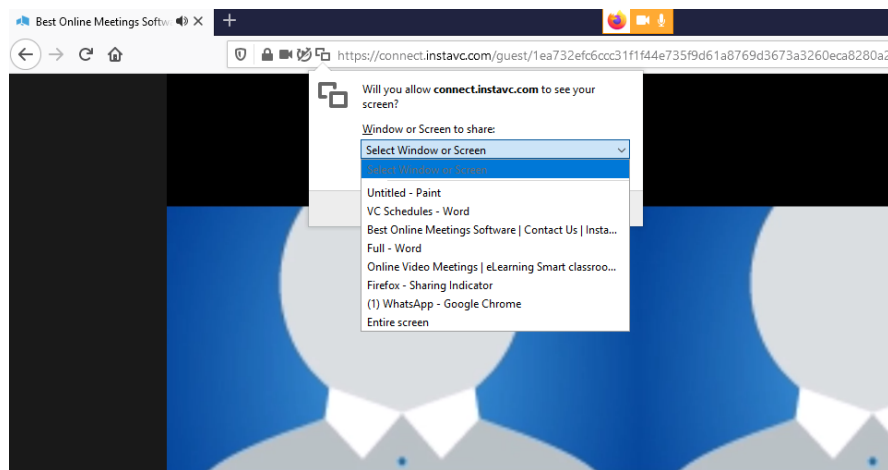 Best Online Meetings Softw
https://connect.instavc.com/guest/1ea732efc6ccc31f1f44e735f9d61a8769d3673a3260eca8280a2
Will you allow connect.instavc.com to see your
screen?
Window or Screen to share:
Select Window or Screen
Select Window or Screen
Untitled - Paint
VC Schedules - Word
Best Online Meetings Software | Contact Us | Insta...
Full - Word
Online Video Meetings | eLearning Smart classroo...
Firefox - Sharing Indicator
(1) WhatsApp - Google Chrome
Entire screen